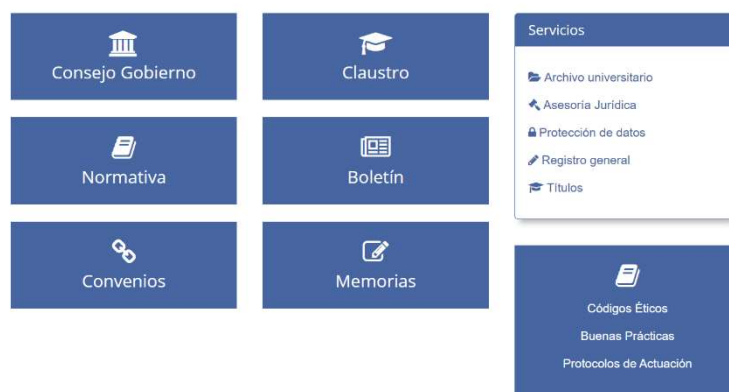 Consejo Gobierno
Claustro
Normativa
Boletín
Convenios
Memorias
Servicios
Archivo universitario
Asesoría Jurídica
Protección de datos
Registro general
Títulos
Códigos Éticos
Buenas Prácticas
Protocolos de Actuación